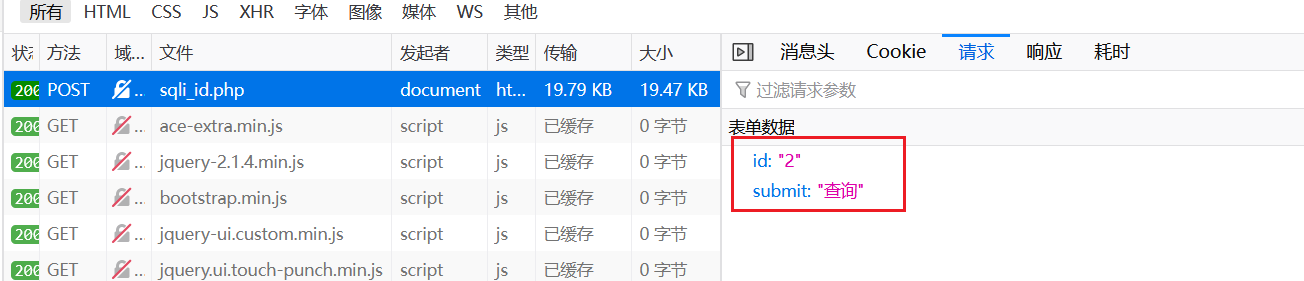 所有 HTML CSS JS XHR 字体 图像 媒体 WS 其他
方法 域... 文件 发起者 类型 传输 大小
200 POST ... sqli_id.php document ht... 19.79 KB 19.47 KB
200 GET ... ace-extra.min.js script js 已缓存 0 字节
200 GET ... jquery-2.1.4.min.js script js 已缓存 0 字节
200 GET ... bootstrap.min.js script js 已缓存 0 字节
200 GET ... jquery-ui.custom.min.js script js 已缓存 0 字节
200 GET ... jquery.ui.touch-punch.min.js script js 已缓存 0 字节
消息头 Cookie 请求 响应 耗时
过滤请求参数
表单数据
id: "2"
submit: "查询"